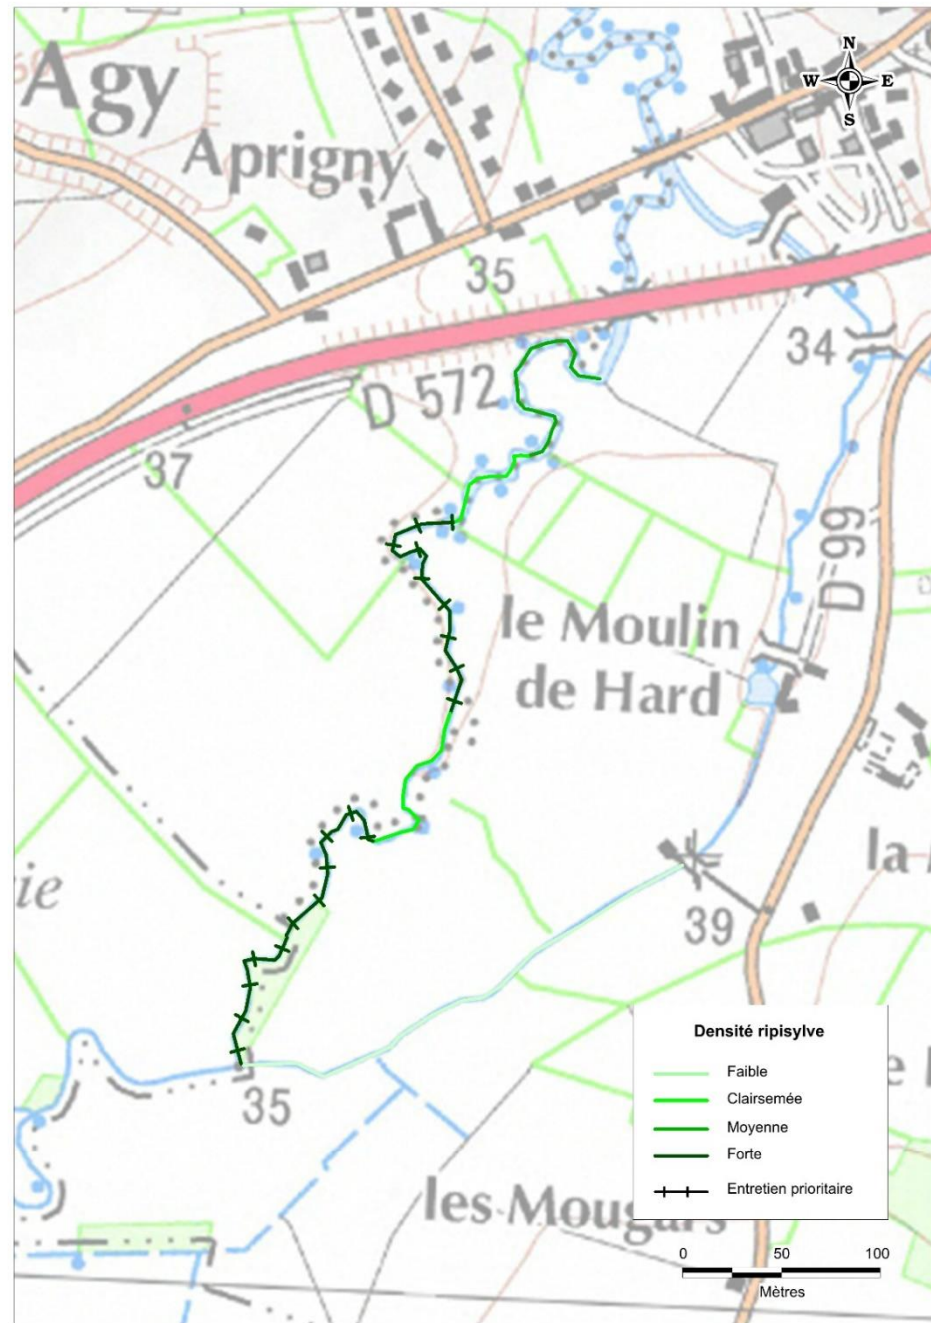 Agy
Aprigny
N
W E
S
35
34
D 572
37
D 99
le Moulin
de Hard
ie
la
39
35
Densité ripisylve
Faible
Clairsemée
Moyenne
Forte
Entretien prioritaire
e
les Mougars
0 50 100
Mètres